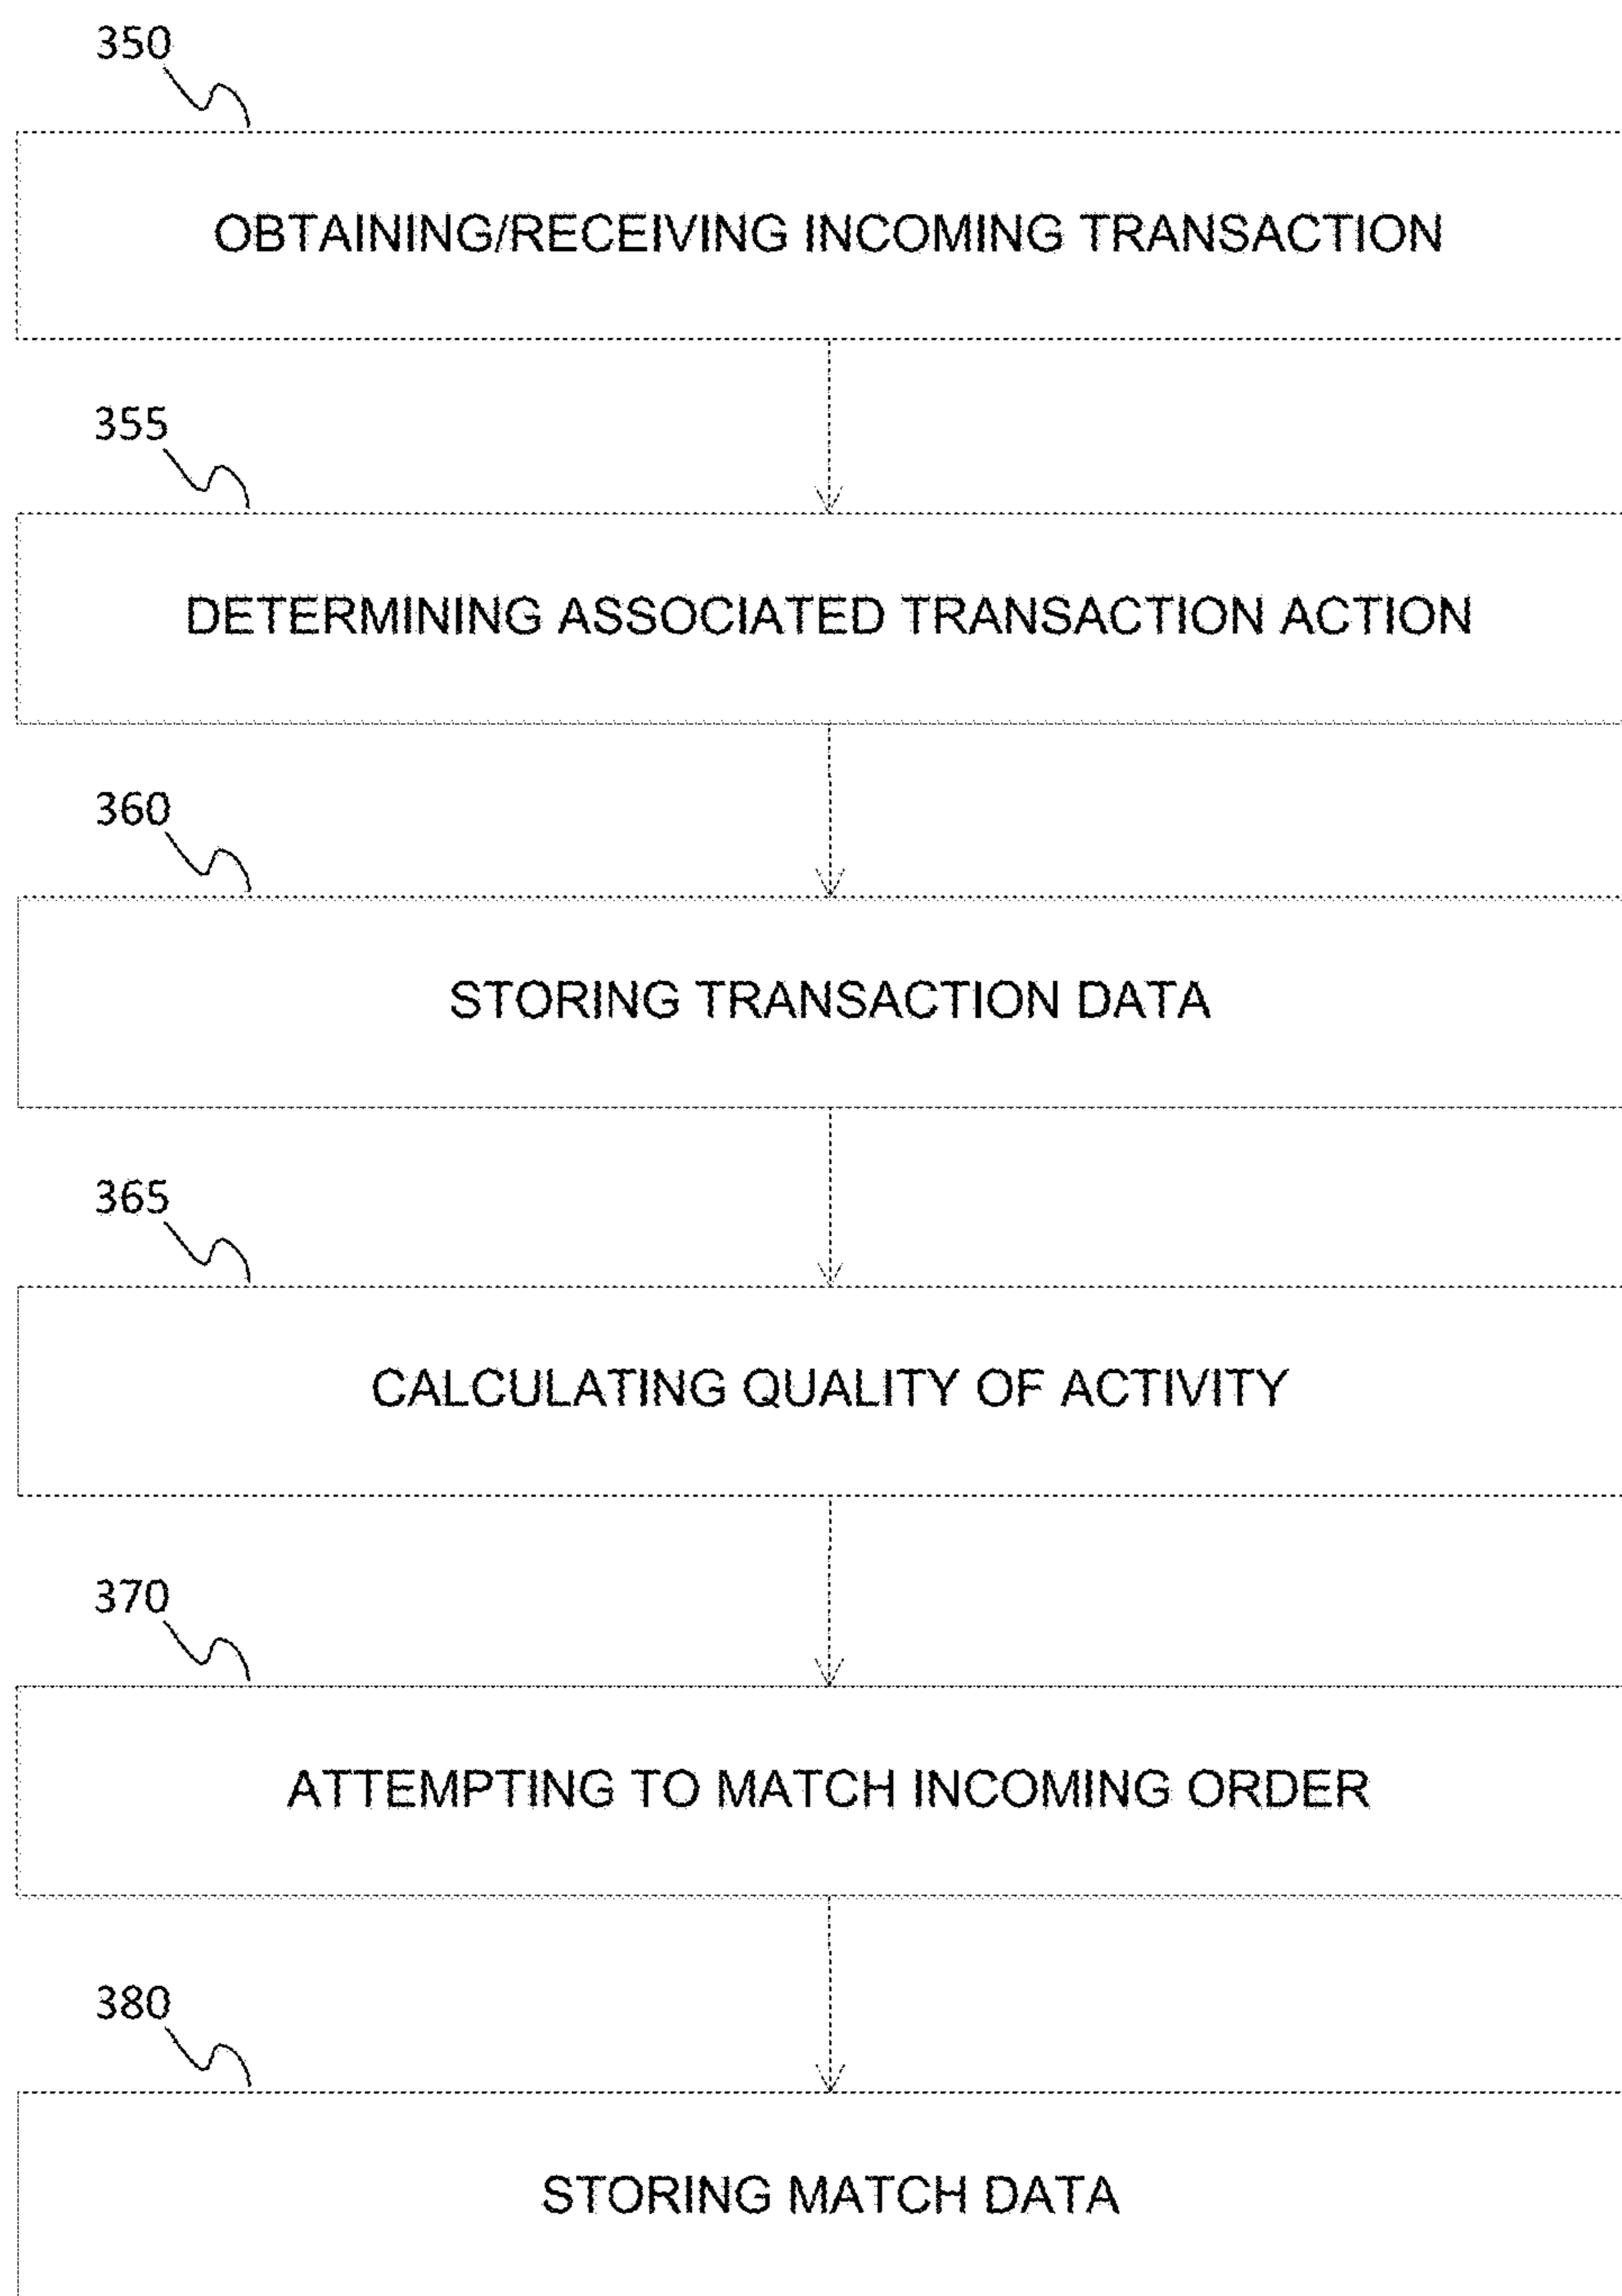 350
OBTAINING/RECEIVING INCOMING TRANSACTION
355
DETERMINING ASSOCIATED TRANSACTION ACTION
360
STORING TRANSACTION DATA
365
CALCULATING QUALITY OF ACTIVITY
370
ATTEMPTING TO MATCH INCOMING ORDER
380
STORING MATCH DATA